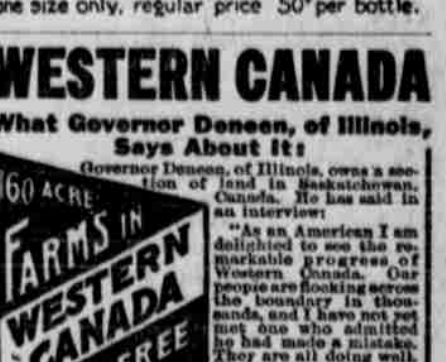 one size only, regular price 50¢ per bottle.
WESTERN CANADA
What Governor Deneen, of Illinois,
Says About It:
Governor Deneen, of Illinois, owns a sec-
tion of land in Saskatchewan,
Canada. He has said in
an interview:
"As an American I am
delighted to see the re-
markable progress of
Western Canada. Our
people are flocking across
the boundary in thou-
sands, and I have not yet
met one who admitted
he had made a mistake.
They are all doing well.
160 ACRE
FARMS IN
WESTERN
CANADA
FREE